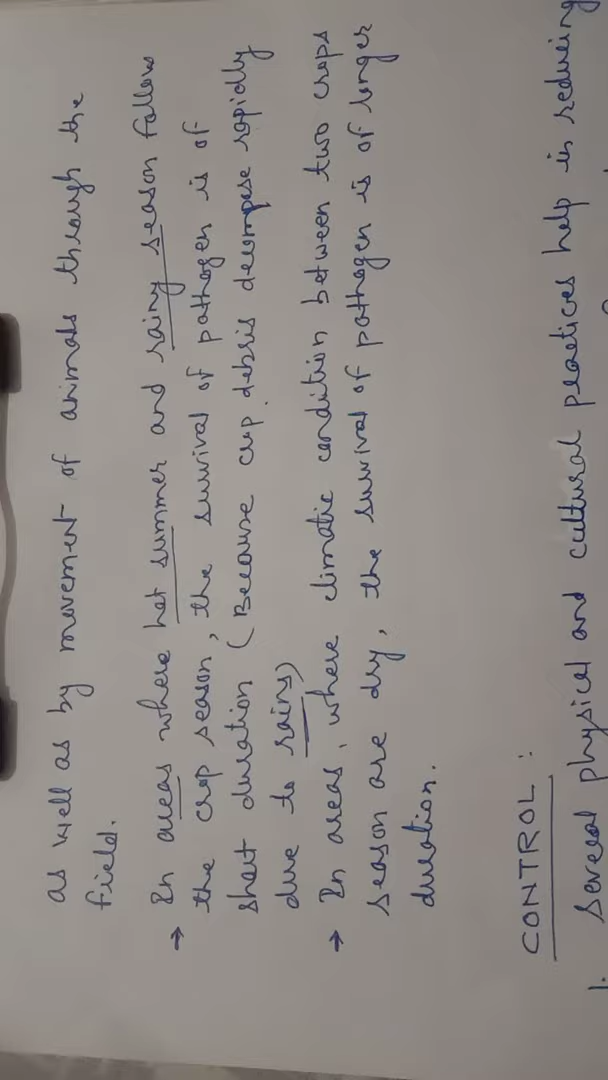 as well as by movement of animals through the
field.
→ In areas where hot summer and rainy season follow
the crop season, the survival of pathogen is of
short duration (Because crop debris decompose rapidly
due to rains)
→ In areas, where climatic condition between two crops
season are dry, the survival of pathogen is of longer
duration.
CONTROL:
1. Several physical and cultural practices help in reducing